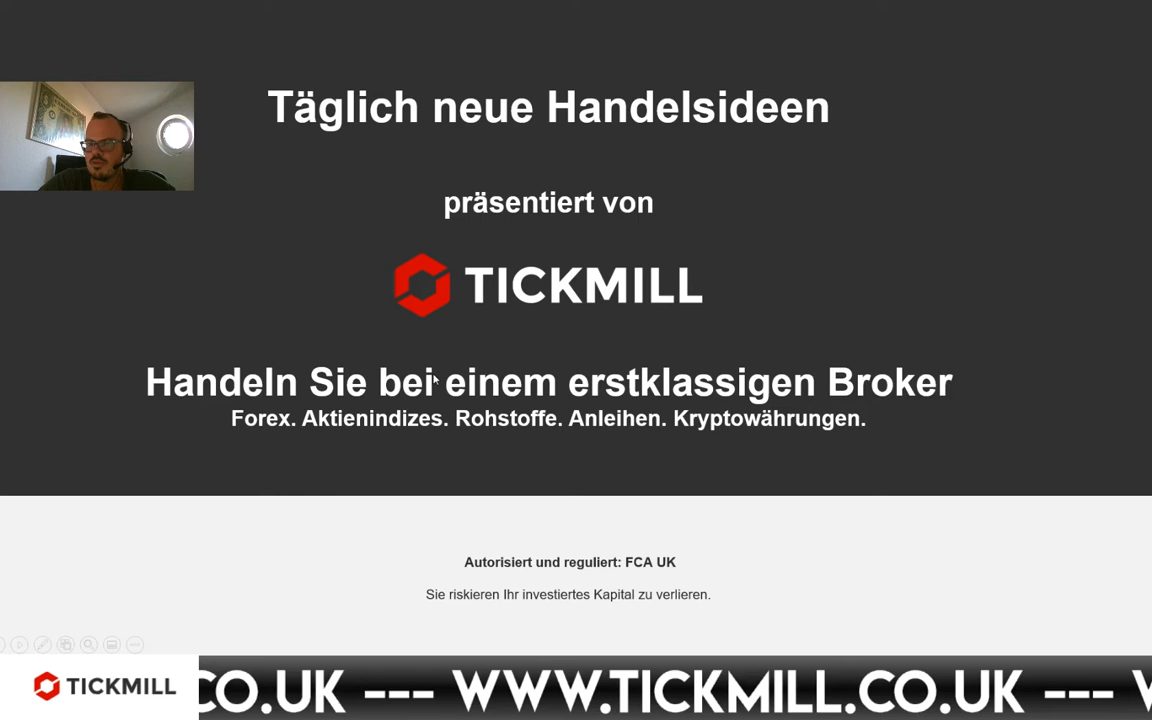 Täglich neue Handelsideen
präsentiert von
TICKMILL
Handeln Sie bei einem erstklassigen Broker
Forex. Aktienindizes. Rohstoffe. Anleihen. Kryptowährungen.
Autorisiert und reguliert: FCA UK
Sie riskieren Ihr investiertes Kapital zu verlieren.
TICKMILL
CO.UK --- WWW.TICKMILL.CO.UK --- W